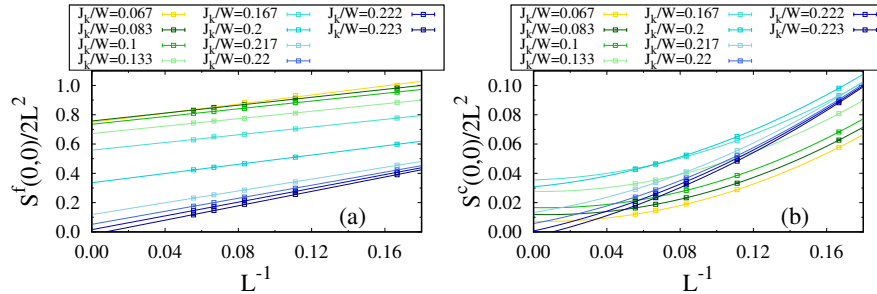 J_k/W=0.067 J_k/W=0.167 J_k/W=0.222
J_k/W=0.083 J_k/W=0.2 J_k/W=0.223
J_k/W=0.1 J_k/W=0.217
J_k/W=0.133 J_k/W=0.22
1.0
0.8
0.6
0.4
0.2
0.0
S^f(0,0)/2L^2
(a)
0.00 0.04 0.08 0.12 0.16
L^-1
J_k/W=0.067 J_k/W=0.167 J_k/W=0.222
J_k/W=0.083 J_k/W=0.2 J_k/W=0.223
J_k/W=0.1 J_k/W=0.217
J_k/W=0.133 J_k/W=0.22
0.10
0.08
0.06
0.04
0.02
0.00
S^c(0,0)/2L^2
(b)
0.00 0.04 0.08 0.12 0.16
L^-1